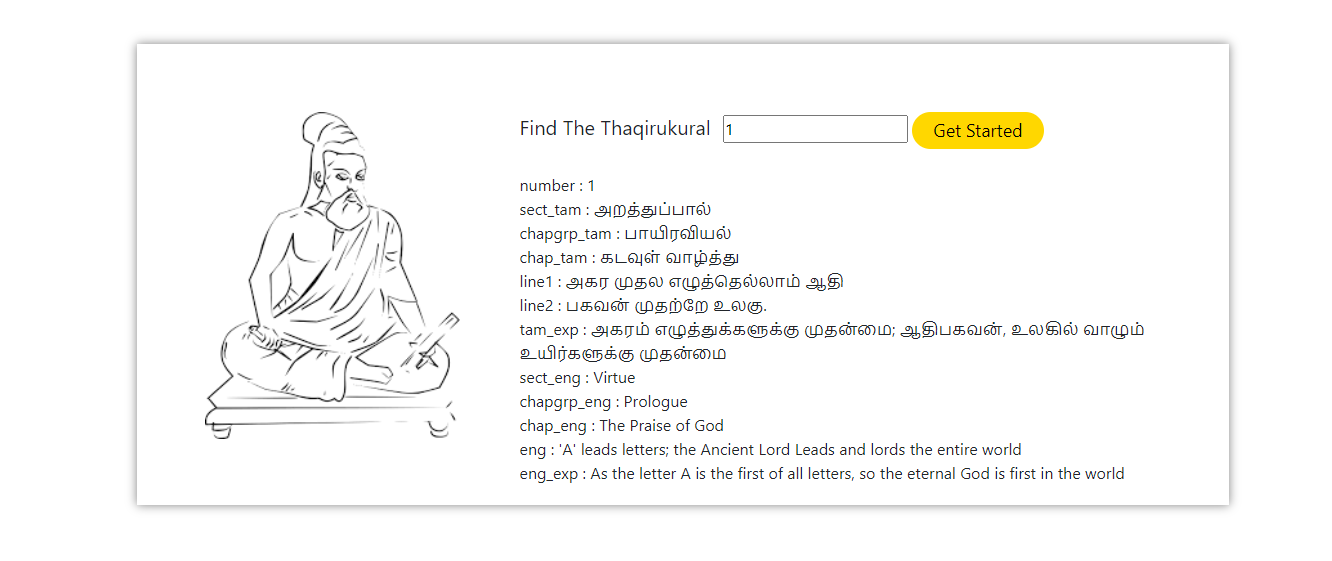 Find The Thaqirukural 1 Get Started
number : 1
sect_tam : அறத்துப்பால்
chapgrp_tam : பாயிரவியல்
chap_tam : கடவுள் வாழ்த்து
line1 : அகர முதல எழுத்தெல்லாம் ஆதி
line2 : பகவன் முதற்றே உலகு.
tam_exp : அகரம் எழுத்துக்களுக்கு முதன்மை; ஆதிபகவன், உலகில் வாழும்
உயிர்களுக்கு முதன்மை
sect_eng : Virtue
chapgrp_eng : Prologue
chap_eng : The Praise of God
eng : 'A' leads letters; the Ancient Lord Leads and lords the entire world
eng_exp : As the letter A is the first of all letters, so the eternal God is first in the world